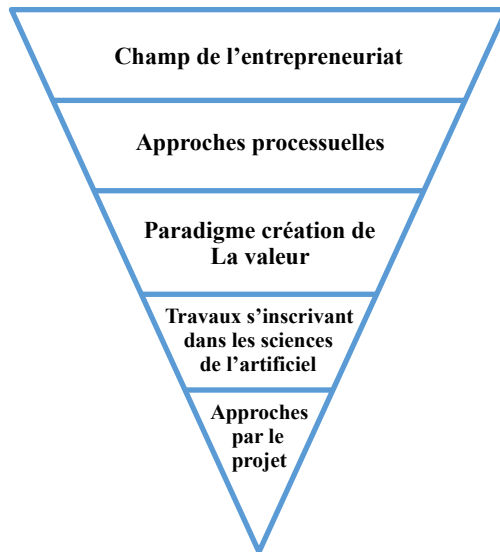 Champ de l’entrepreneuriat
Approches processuelles
Paradigme création de
La valeur
Travaux s’inscrivant
dans les sciences
de l’artificiel
Approches
par le
projet